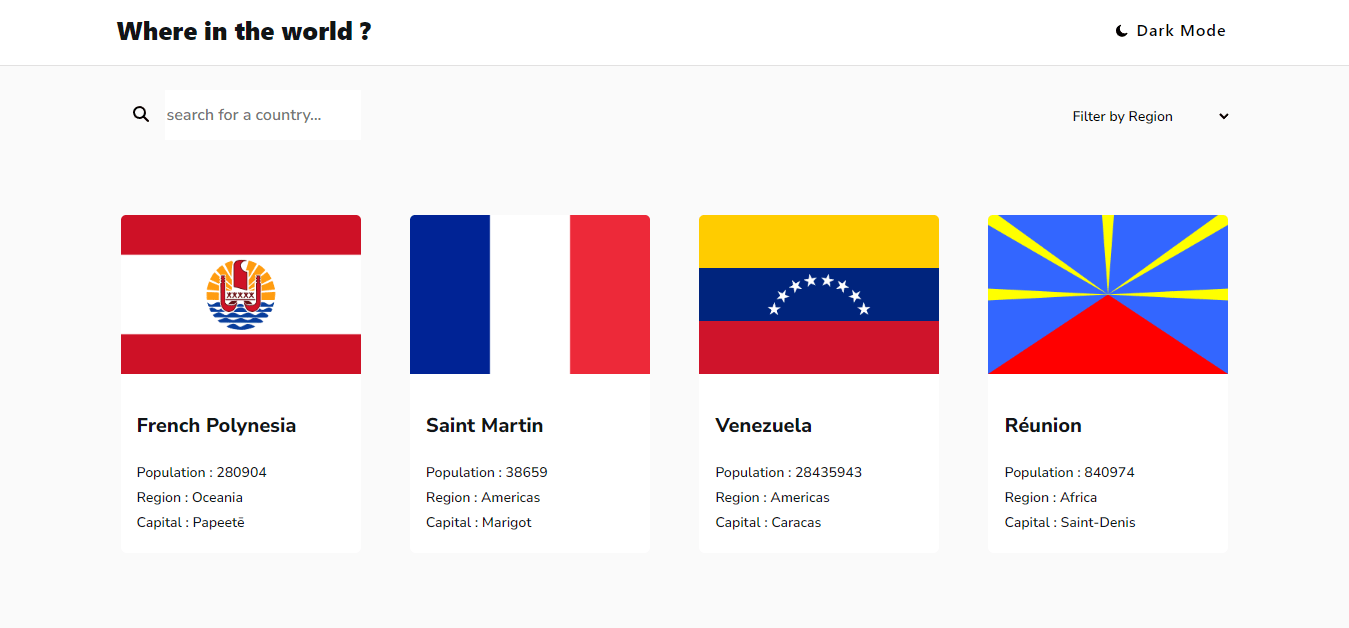 Where in the world ?
Dark Mode
search for a country...
Filter by Region
French Polynesia
Population : 280904
Region : Oceania
Capital : Papeetē
Saint Martin
Population : 38659
Region : Americas
Capital : Marigot
Venezuela
Population : 28435943
Region : Americas
Capital : Caracas
Réunion
Population : 840974
Region : Africa
Capital : Saint-Denis